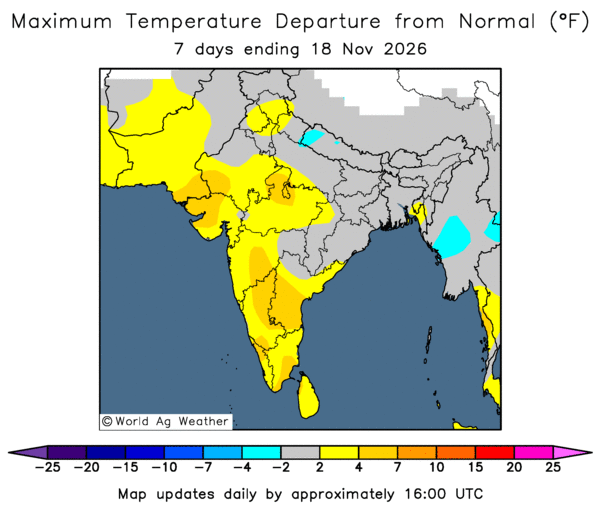 Maximum Temperature Departure from Normal (°F)
7 days ending 18 Nov 2026
©World Ag Weather
-25 -20 -15 -10 -7 -4 -2 2 4 7 10 15 20 25
Map updates daily by approximately 16:00 UTC